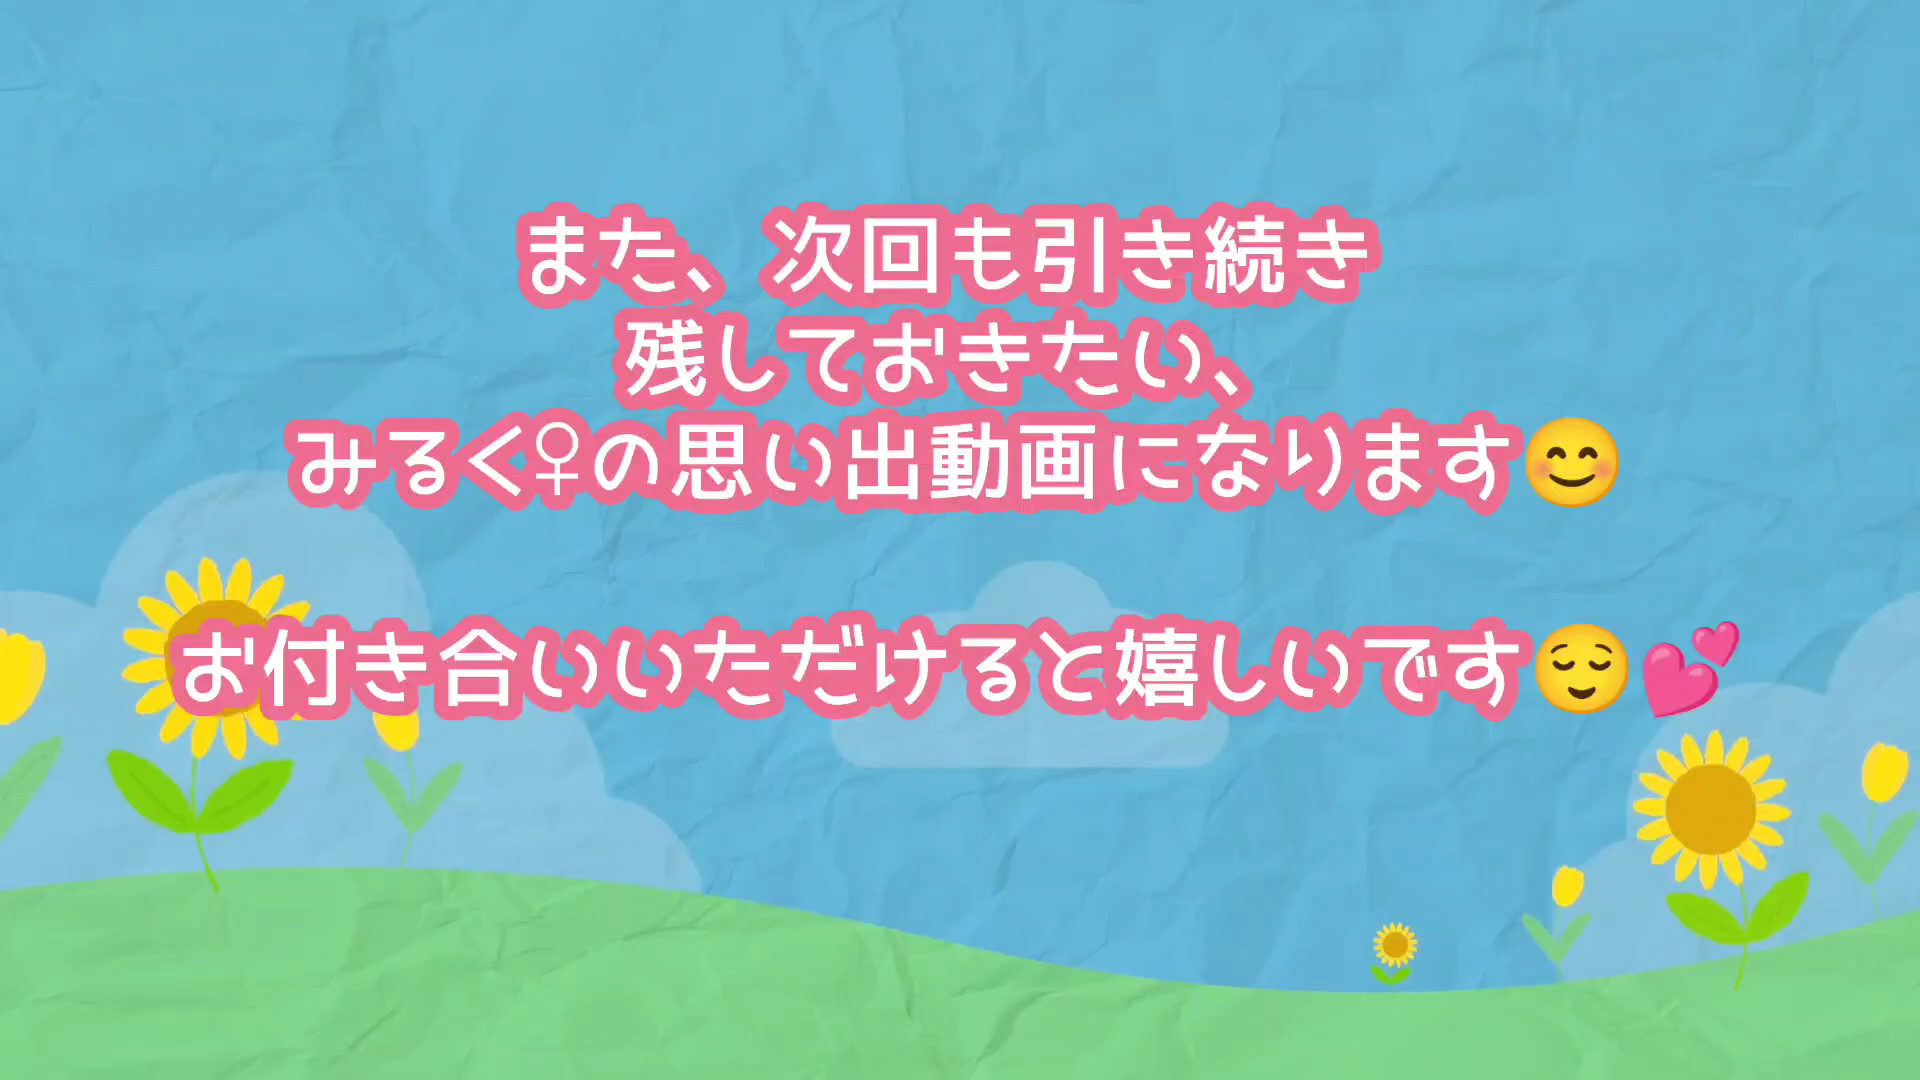 また、次回も引き続き
残しておきたい、
みるく♀の思い出動画になります😊
お付き合いいただけると嬉しいです😌💕